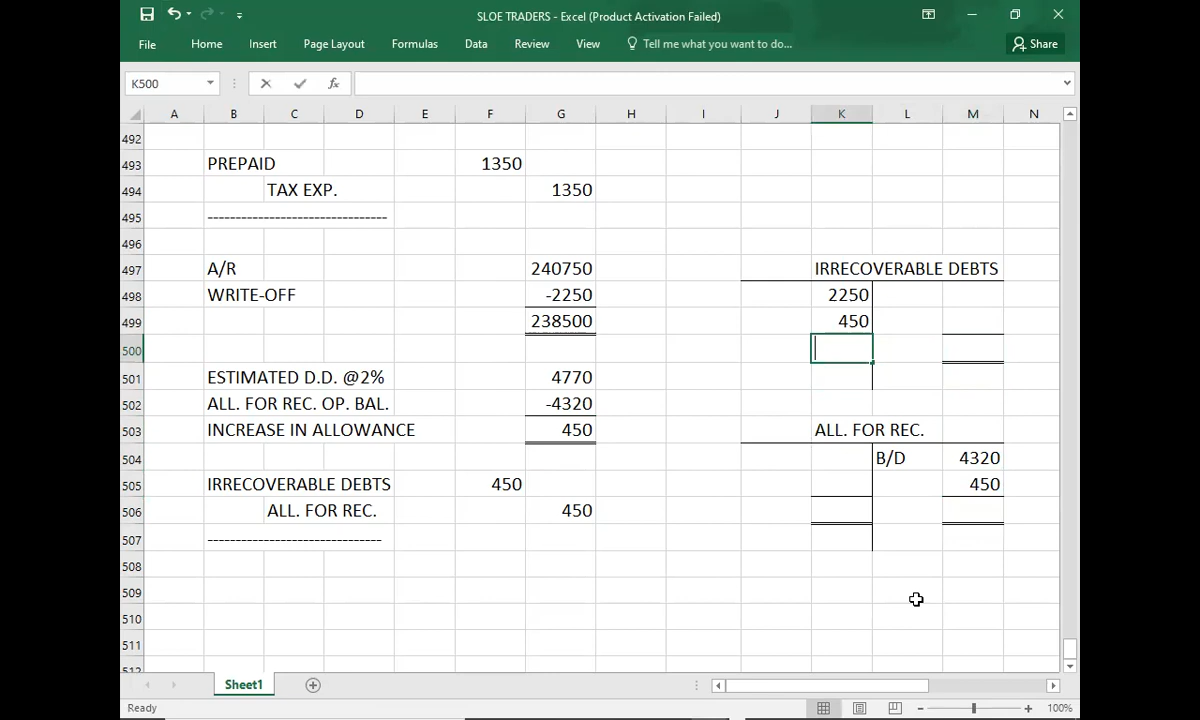 SLOE TRADERS - Excel (Product Activation Failed)
File Home Insert Page Layout Formulas Data Review View Tell me what you want to do... Share
K500 fx
A B C D E F G H I J K L M N
492
493 PREPAID 1350
494 TAX EXP. 1350
495 --------------------------------
496
497 A/R 240750 IRRECOVERABLE DEBTS
498 WRITE-OFF -2250 2250
499 238500 450
500
501 ESTIMATED D.D. @2% 4770
502 ALL. FOR REC. OP. BAL. -4320
503 INCREASE IN ALLOWANCE 450 ALL. FOR REC.
504 B/D 4320
505 IRRECOVERABLE DEBTS 450 450
506 ALL. FOR REC. 450
507 -------------------------------
508
509
510
511
512
Sheet1
Ready 100%